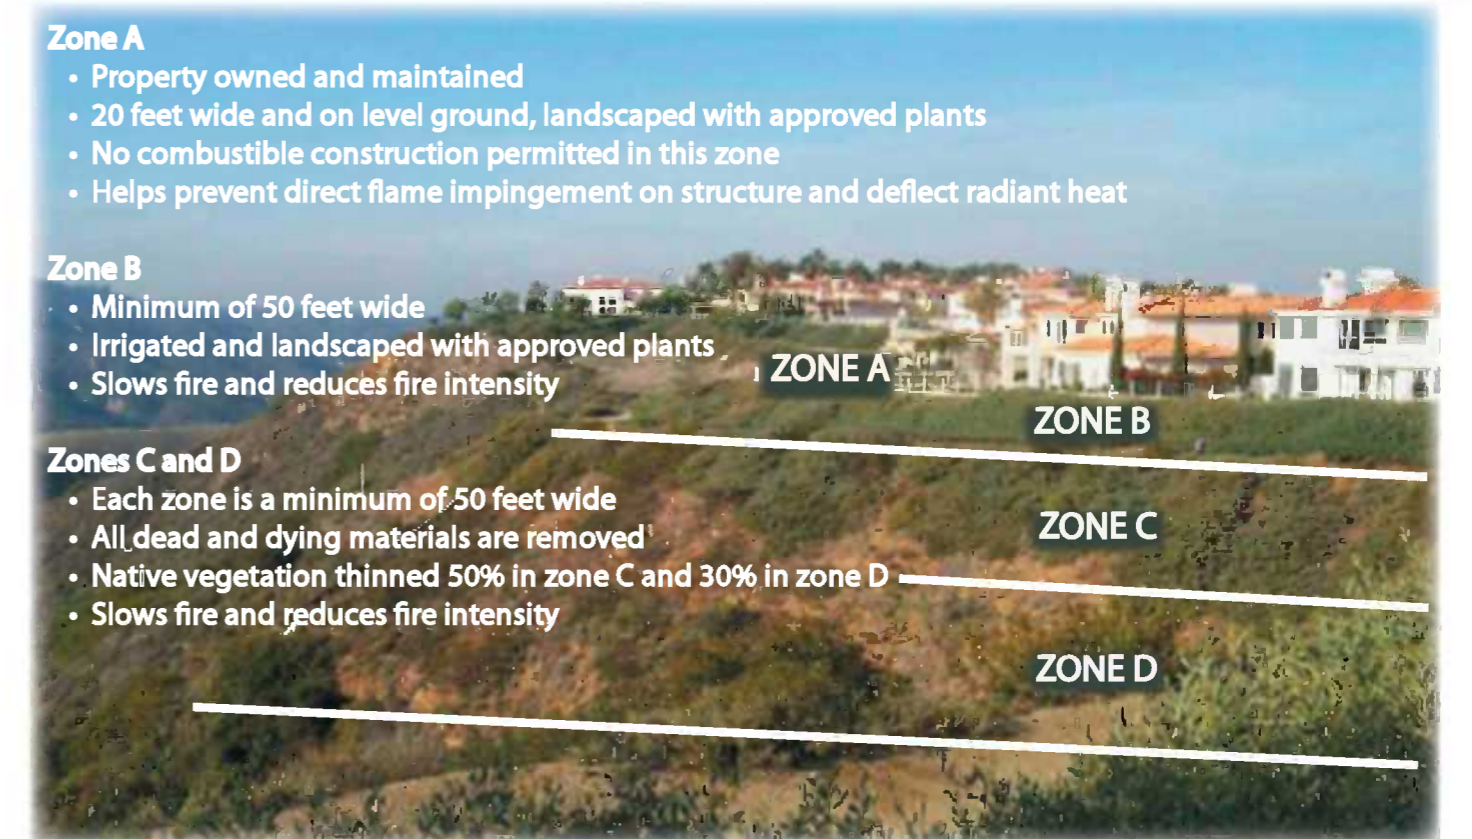 Zone A
• Property owned and maintained
• 20 feet wide and on level ground, landscaped with approved plants
• No combustible construction permitted in this zone
• Helps prevent direct flame impingement on structure and deflect radiant heat
Zone B
• Minimum of 50 feet wide
• Irrigated and landscaped with approved plants
• Slows fire and reduces fire intensity
Zones C and D
• Each zone is a minimum of 50 feet wide
• All dead and dying materials are removed
• Native vegetation thinned 50% in zone C and 30% in zone D
• Slows fire and reduces fire intensity
ZONE A
ZONE B
ZONE C
ZONE D